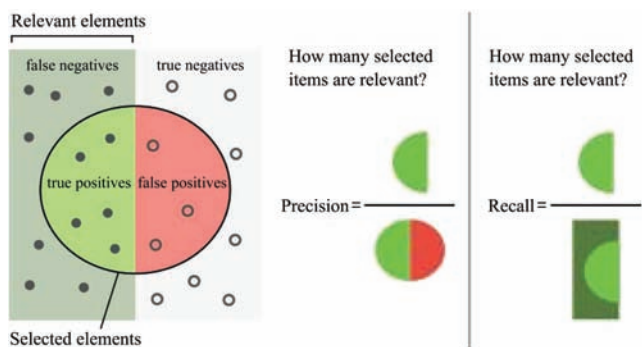 Relevant elements
false negatives
true negatives
true positives
false positives
Selected elements
How many selected
items are relevant?
Precision=
How many selected
items are relevant?
Recall=